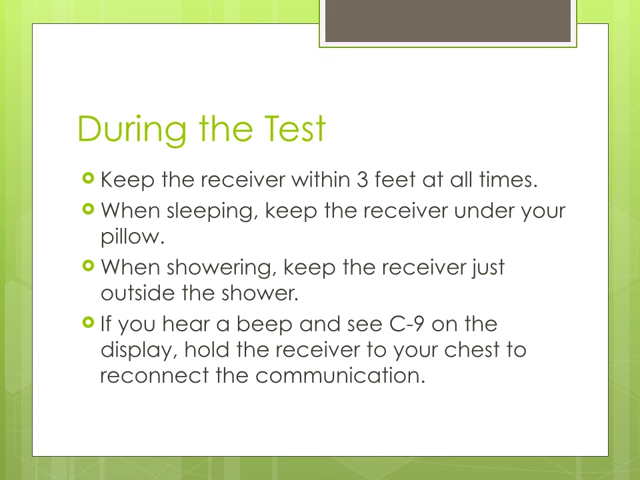 During the Test
Keep the receiver within 3 feet at all times.
When sleeping, keep the receiver under your
pillow.
When showering, keep the receiver just
outside the shower.
If you hear a beep and see C-9 on the
display, hold the receiver to your chest to
reconnect the communication.